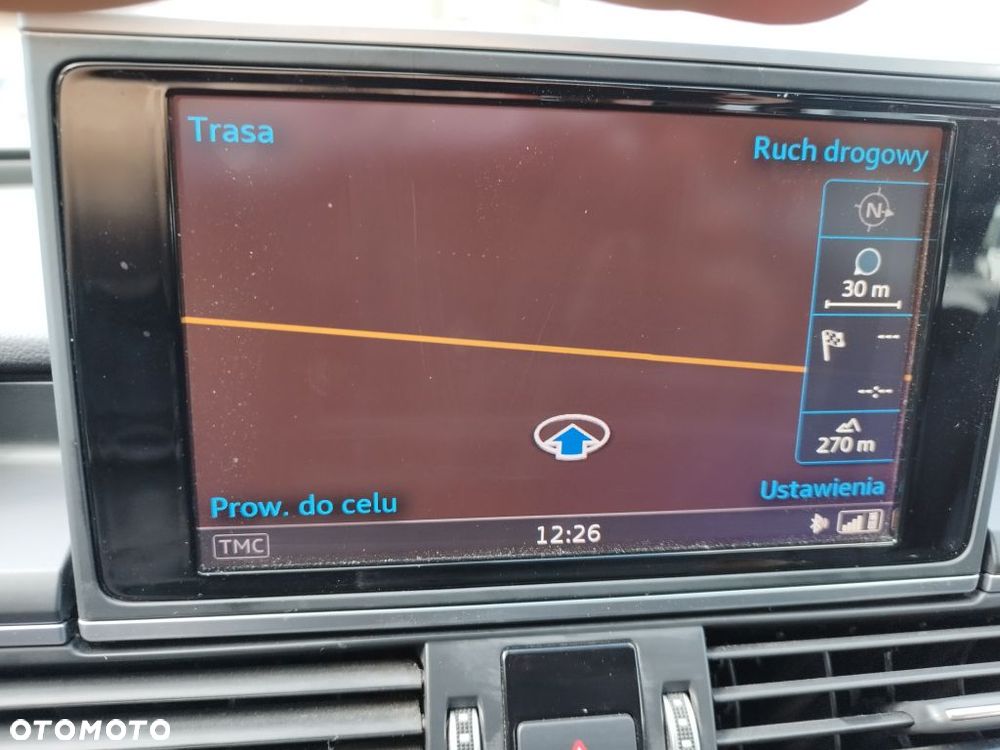 Trasa
Ruch drogowy
N
30 m
---
--:--
270 m
Prow. do celu
Ustawienia
TMC
12:26
OTOMOTO